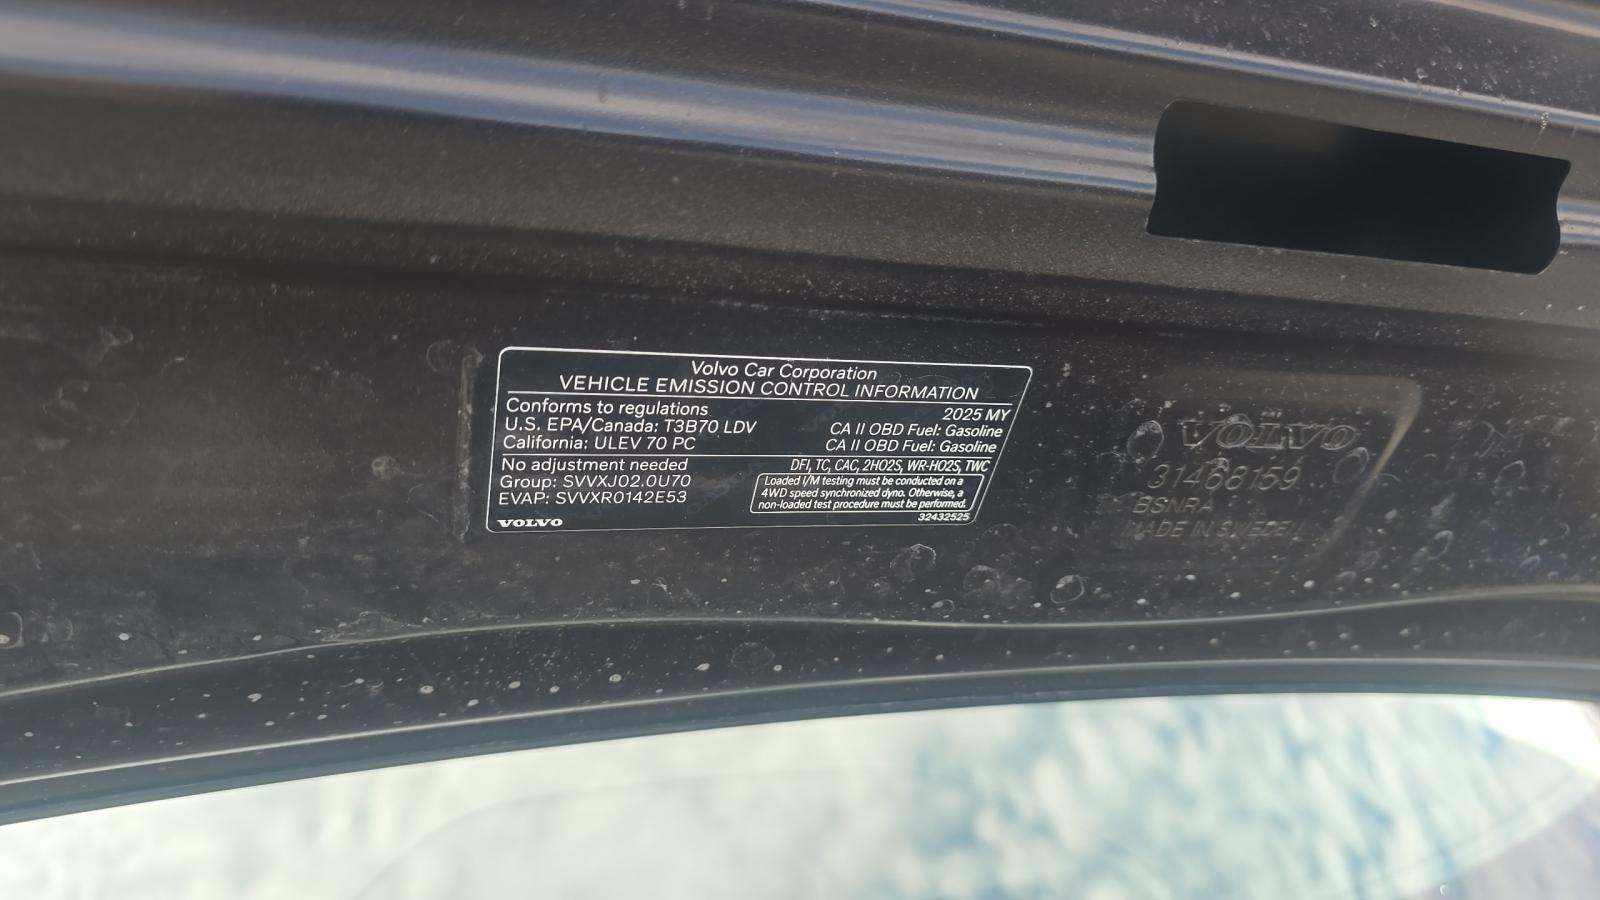 Volvo Car Corporation
VEHICLE EMISSION CONTROL INFORMATION
Conforms to regulations 2025 MY
U.S. EPA/Canada: T3B70 LDV CA II OBD Fuel: Gasoline
California: ULEV 70 PC CA II OBD Fuel: Gasoline
No adjustment needed DFI, TC, CAC, 2HO2S, WR-HO2S, TWC
Group: SVVXJ02.0U70
EVAP: SVVXR0142E53
Loaded I/M testing must be conducted on a
4WD speed synchronized dyno. Otherwise, a
non-loaded test procedure must be performed.
VOLVO 32432525
VOLVO
31468159
BSNRA
MADE IN